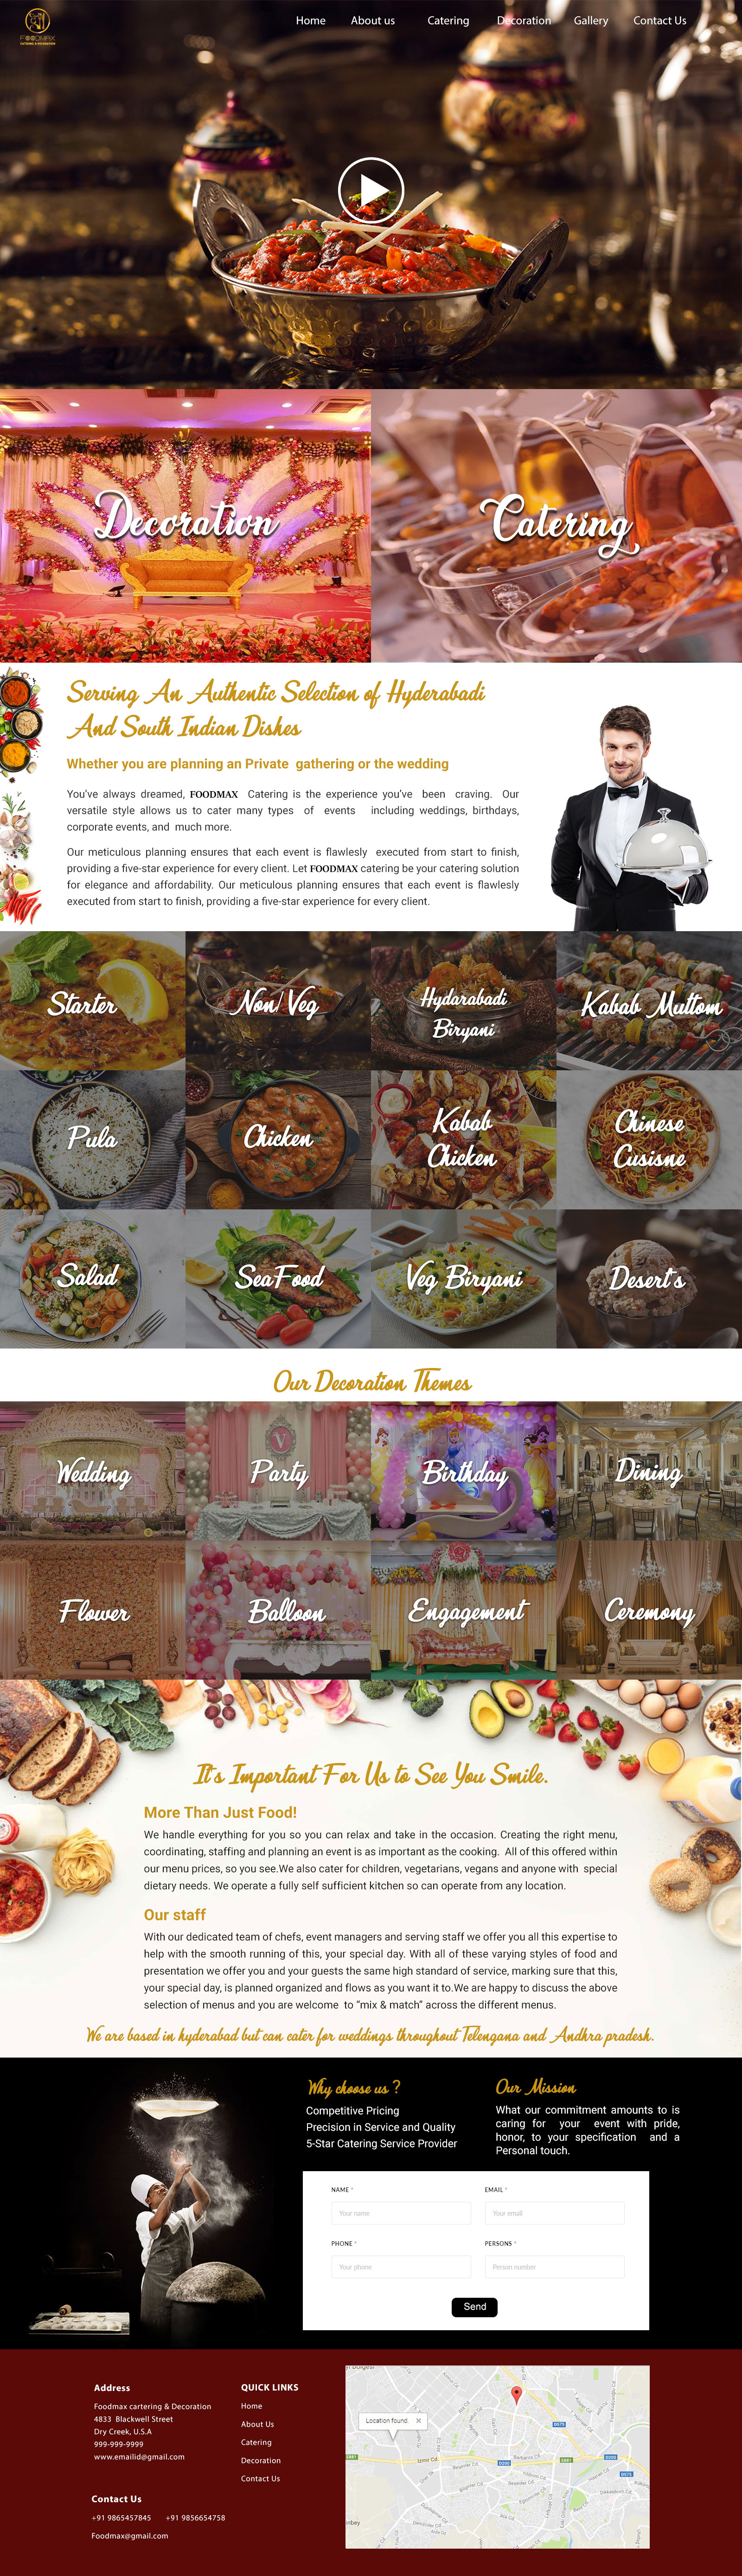 FOODMAX
CATERING & DECORATION
Home About us Catering Decoration Gallery Contact Us
Decoration
Catering
Serving An Authentic Selection of Hyderabadi
And South Indian Dishes
Whether you are planning an Private gathering or the wedding
You've always dreamed, FOODMAX Catering is the experience you've been craving. Our
versatile style allows us to cater many types of events including weddings, birthdays,
corporate events, and much more.
Our meticulous planning ensures that each event is flawlesly executed from start to finish,
providing a five-star experience for every client. Let FOODMAX catering be your catering solution
for elegance and affordability. Our meticulous planning ensures that each event is flawlesly
executed from start to finish, providing a five-star experience for every client.
Starter
Non/Veg
Hydarabadi
Biryani
Kabab Muttom
Pula
Chicken
Kabab
Chicken
Chinese
Cusisne
Salad
SeaFood
Veg Biryani
Desert's
Our Decoration Themes
Wedding
Party
V
Birthday
Dining
Flower
Balloon
Engagement
Ceremony
It's Important For Us to See You Smile.
More Than Just Food!
We handle everything for you so you can relax and take in the occasion. Creating the right menu,
coordinating, staffing and planning an event is as important as the cooking. All of this offered within
our menu prices, so you see.We also cater for children, vegetarians, vegans and anyone with special
dietary needs. We operate a fully self sufficient kitchen so can operate from any location.
Our staff
With our dedicated team of chefs, event managers and serving staff we offer you all this expertise to
help with the smooth running of this, your special day. With all of these varying styles of food and
presentation we offer you and your guests the same high standard of service, marking sure that this,
your special day, is planned organized and flows as you want it to.We are happy to discuss the above
selection of menus and you are welcome to “mix & match” across the different menus.
We are based in hyderabad but can cater for weddings throughout Telengana and Andhra pradesh.
Why choose us ?
Competitive Pricing
Precision in Service and Quality
5-Star Catering Service Provider
Our Mission
What our commitment amounts to is
caring for your event with pride,
honor, to your specification and a
Personal touch.
NAME *
Your name
EMAIL *
Your email
PHONE *
Your phone
PERSONS *
Person number
Send
Address
Foodmax cartering & Decoration
4833 Blackwell Street
Dry Creek, U.S.A
999-999-9999
www.emailid@gmail.com
Contact Us
+91 9865457845 +91 9856654758
Foodmax@gmail.com
QUICK LINKS
Home
About Us
Catering
Decoration
Contact Us
Location found ×